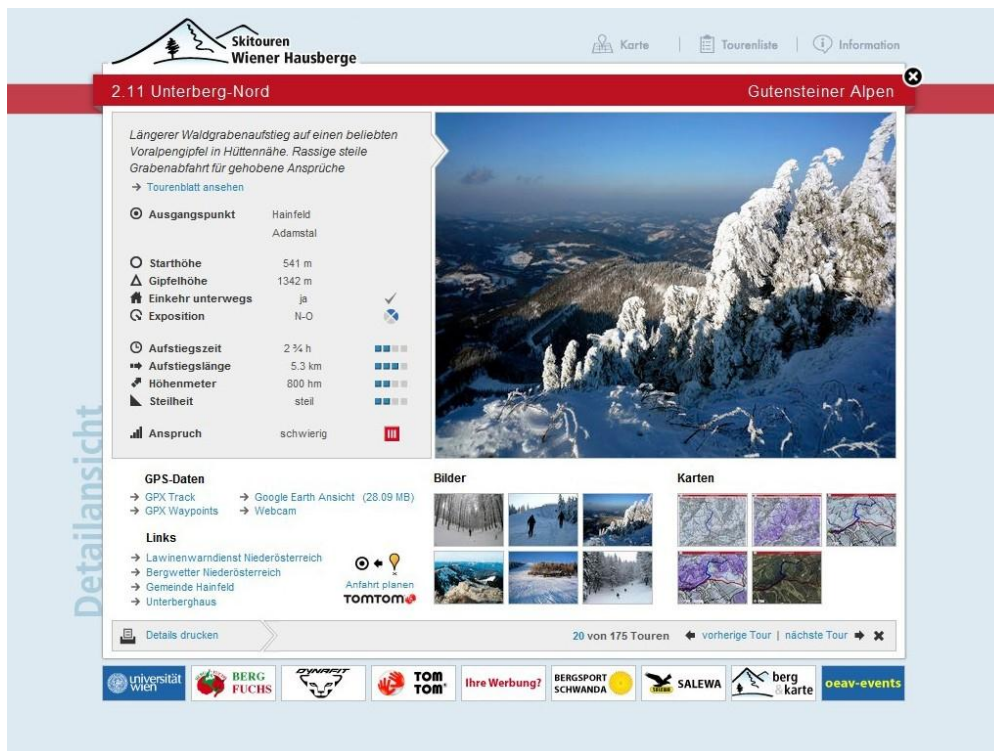 Skitouren
Wiener Hausberge
Karte | Tourenliste | Information
2.11 Unterberg-Nord
Gutensteiner Alpen
Längerer Waldgrabenaufstieg auf einen beliebten
Voralpengipfel in Hüttennähe. Rassige steile
Grabenabfahrt für gehobene Ansprüche
Tourenblatt ansehen
Ausgangspunkt Hainfeld
Adamstal
Starthöhe 541 m
Gipfelhöhe 1342 m
Einkehr unterwegs ja
Exposition N-O
Aufstiegszeit 2 ¾ h
Aufstiegslänge 5.3 km
Höhenmeter 800 hm
Steilheit steil
Anspruch schwierig III
Detailansicht
GPS-Daten
GPX Track
Google Earth Ansicht (28.09 MB)
GPX Waypoints
Webcam
Links
Lawinenwarndienst Niederösterreich
Bergwetter Niederösterreich
Gemeinde Hainfeld
Unterberghaus
Anfahrt planen
TOMTOM
Bilder
Karten
Details drucken
20 von 175 Touren
vorherige Tour | nächste Tour
universität
wien
BERG
FUCHS
DYNAFIT
TOM
TOM
Ihre Werbung?
BERGSPORT
SCHWANDA
SALEWA
SALEWA
berg
&karte
oeav-events